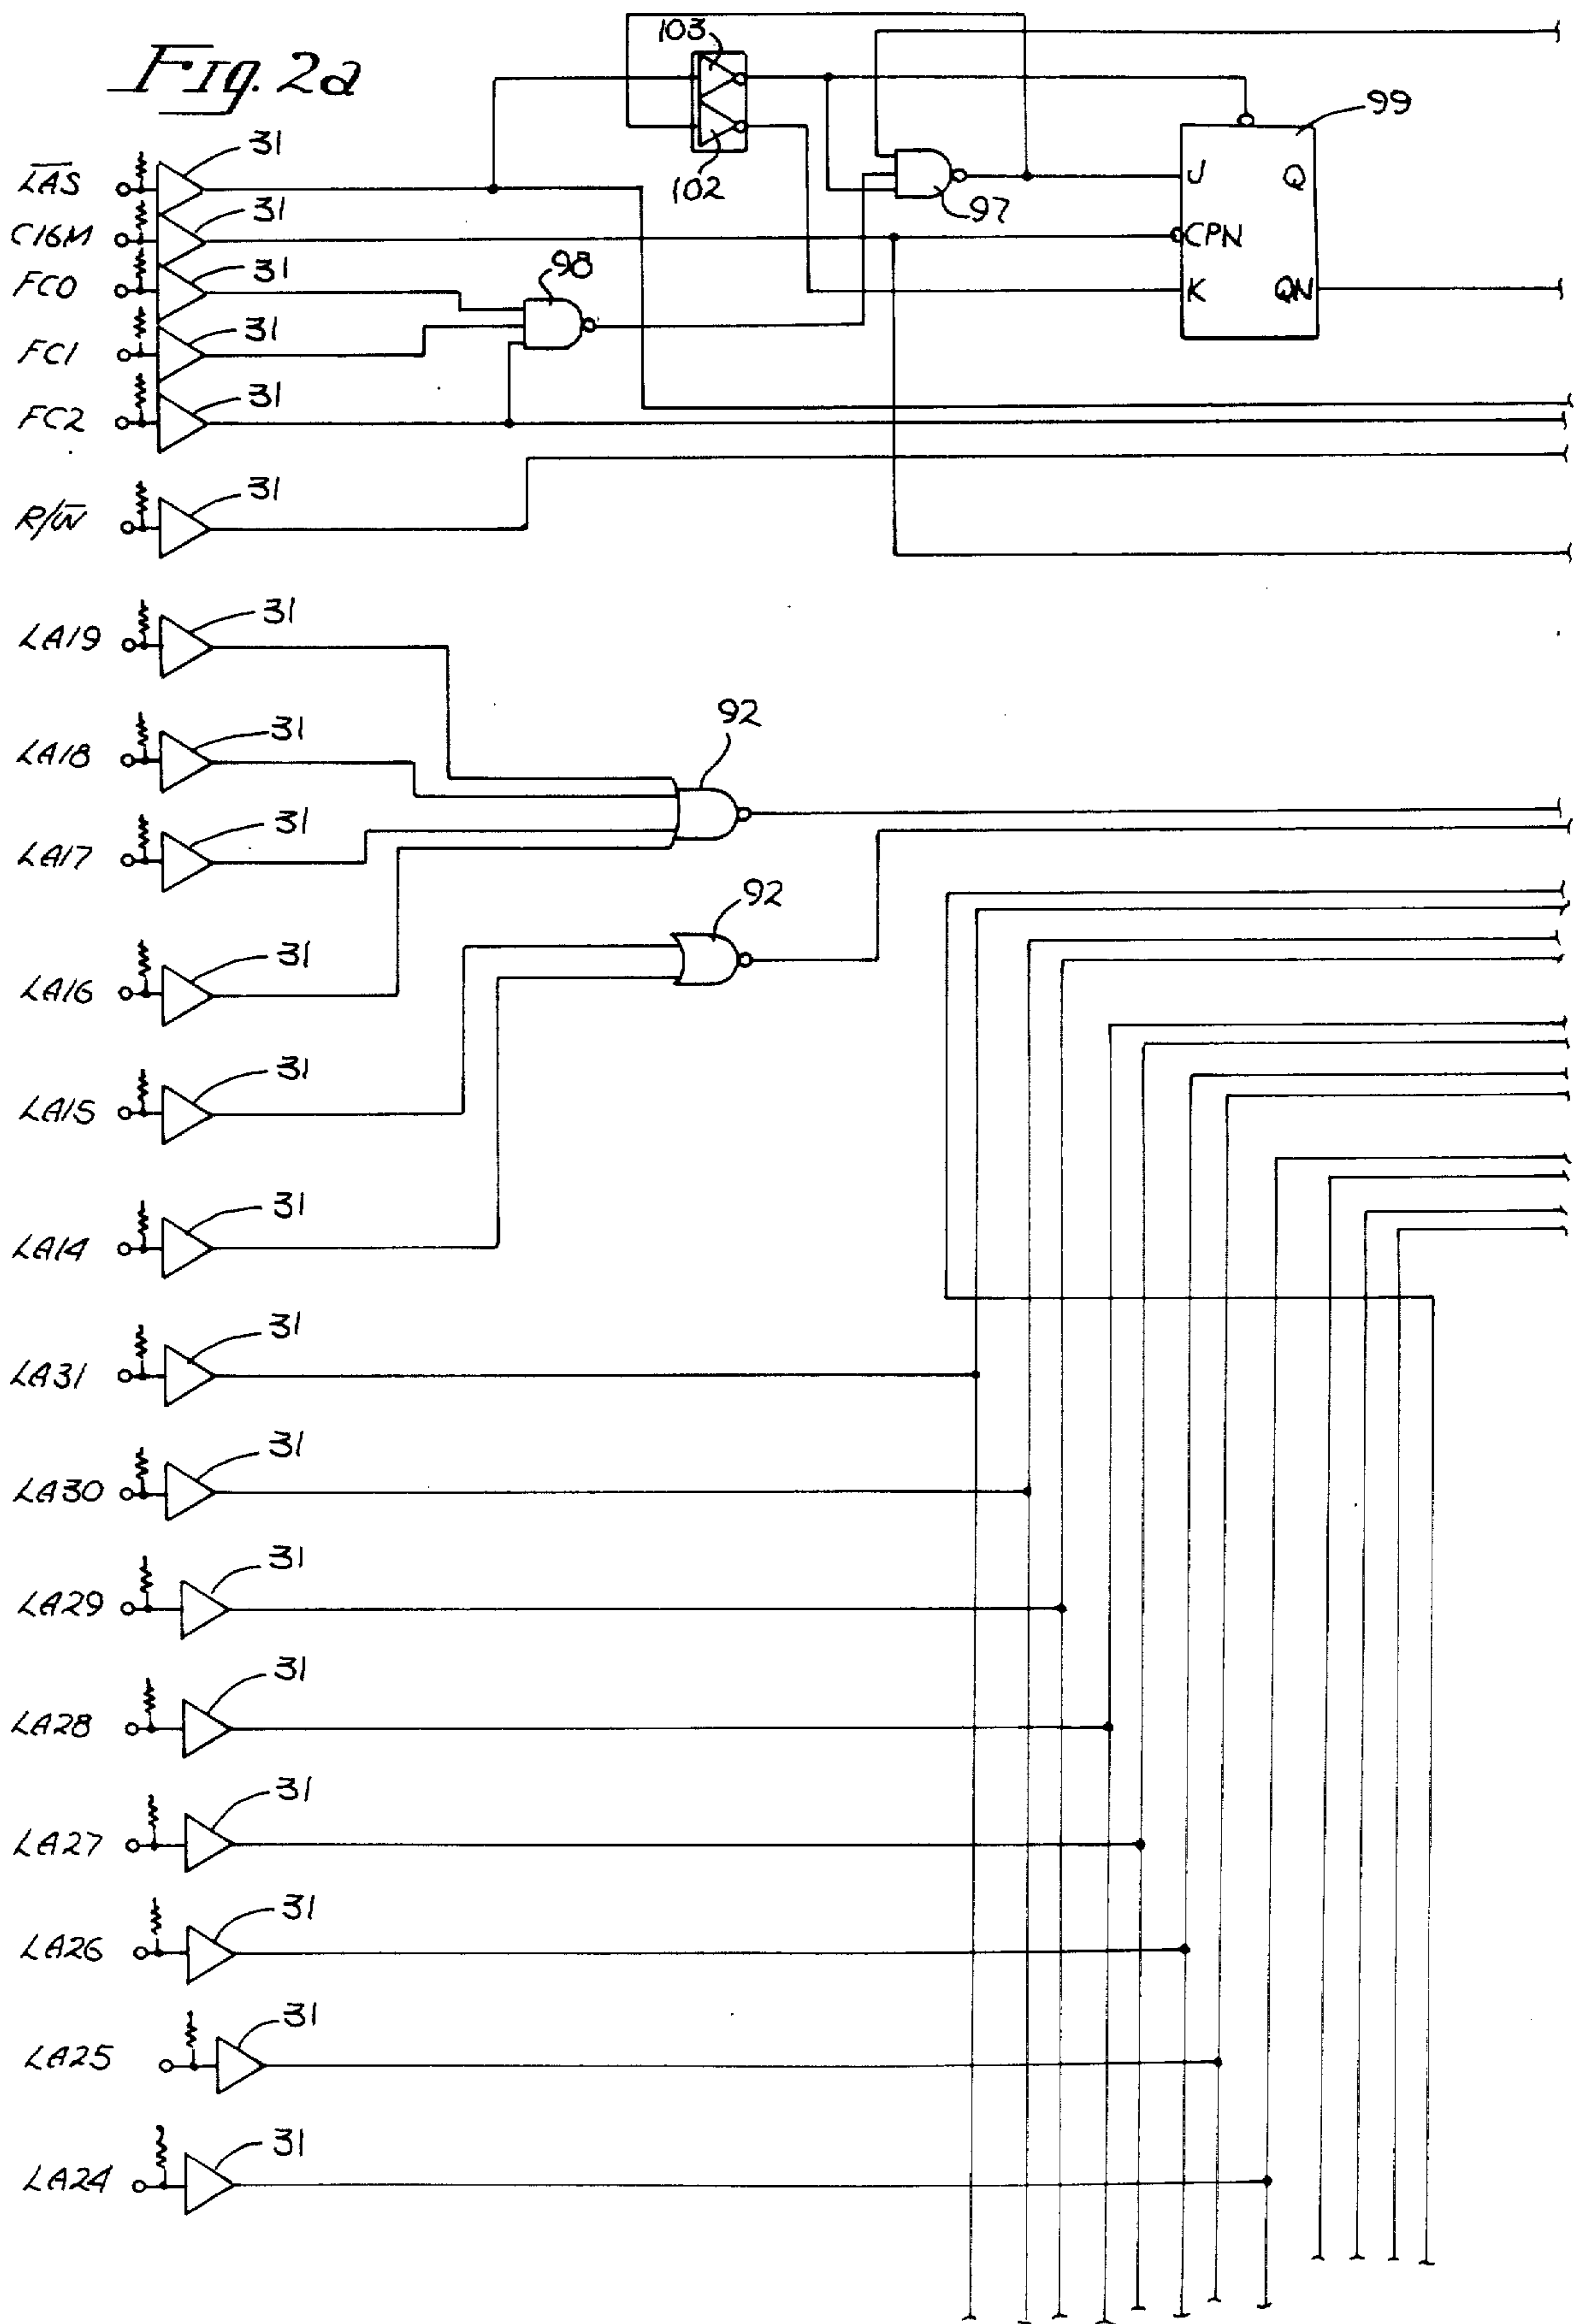 Fig. 2a
103
99
102
97
L̅A̅S̅ 31
C16M 31
FC0 31
98
FC1 31
FC2 31
J Q
CPN
K QN
R/W̅ 31
LA19 31
LA18 31
92
LA17 31
92
LA16 31
LA15 31
LA14 31
LA31 31
LA30 31
LA29 31
LA28 31
LA27 31
LA26 31
LA25 31
LA24 31